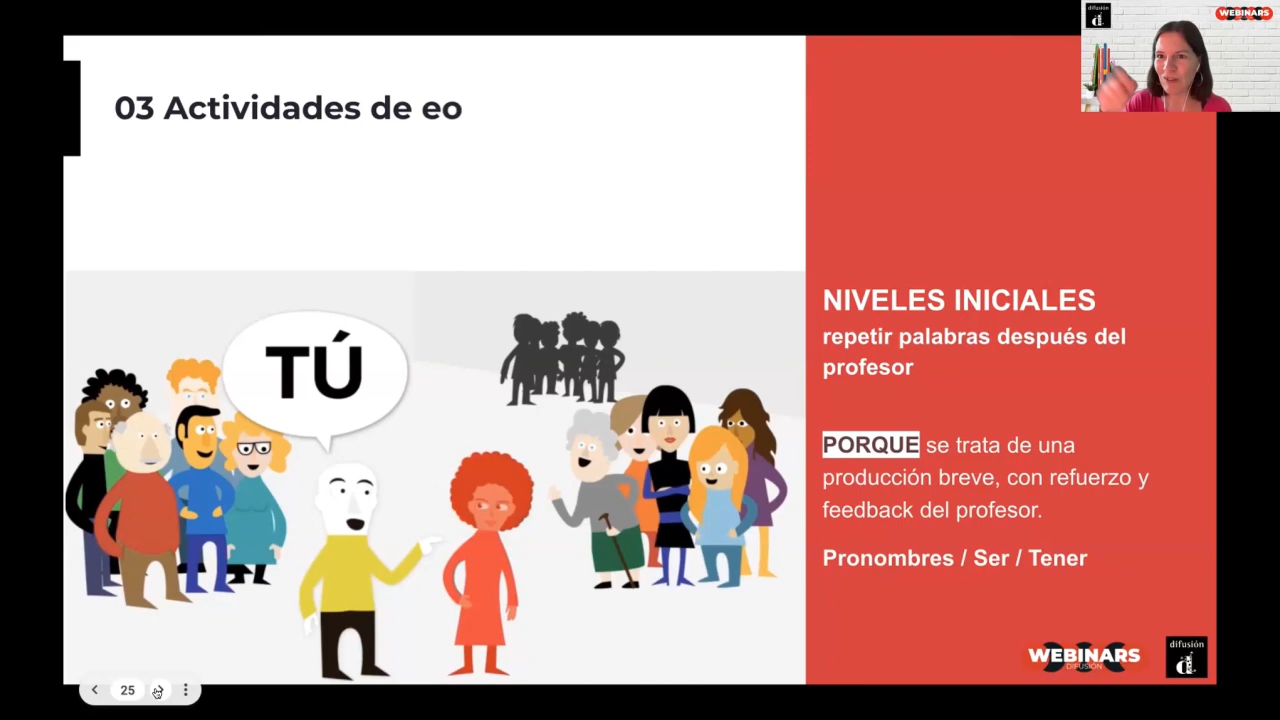 difusión
WEBINARS
03 Actividades de eo
TÚ
NIVELES INICIALES
repetir palabras después del
profesor
PORQUE se trata de una
producción breve, con refuerzo y
feedback del profesor.
Pronombres / Ser / Tener
WEBINARS
DIFUSIÓN
difusión
d
25